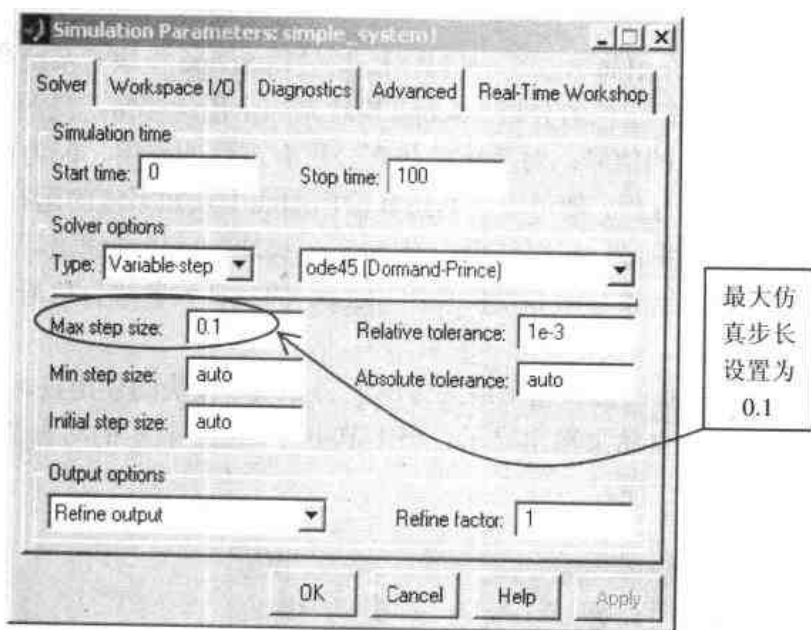 Simulation Parameters: simple_system1
Solver Workspace I/O Diagnostics Advanced Real-Time Workshop
Simulation time
Start time: 0 Stop time: 100
Solver options
Type: Variable-step ode45 (Dormand-Prince)
Max step size: 0.1 Relative tolerance: 1e-3
Min step size: auto Absolute tolerance: auto
Initial step size: auto
Output options
Refine output Refine factor: 1
OK Cancel Help Apply
最大仿
真步长
设置为
0.1